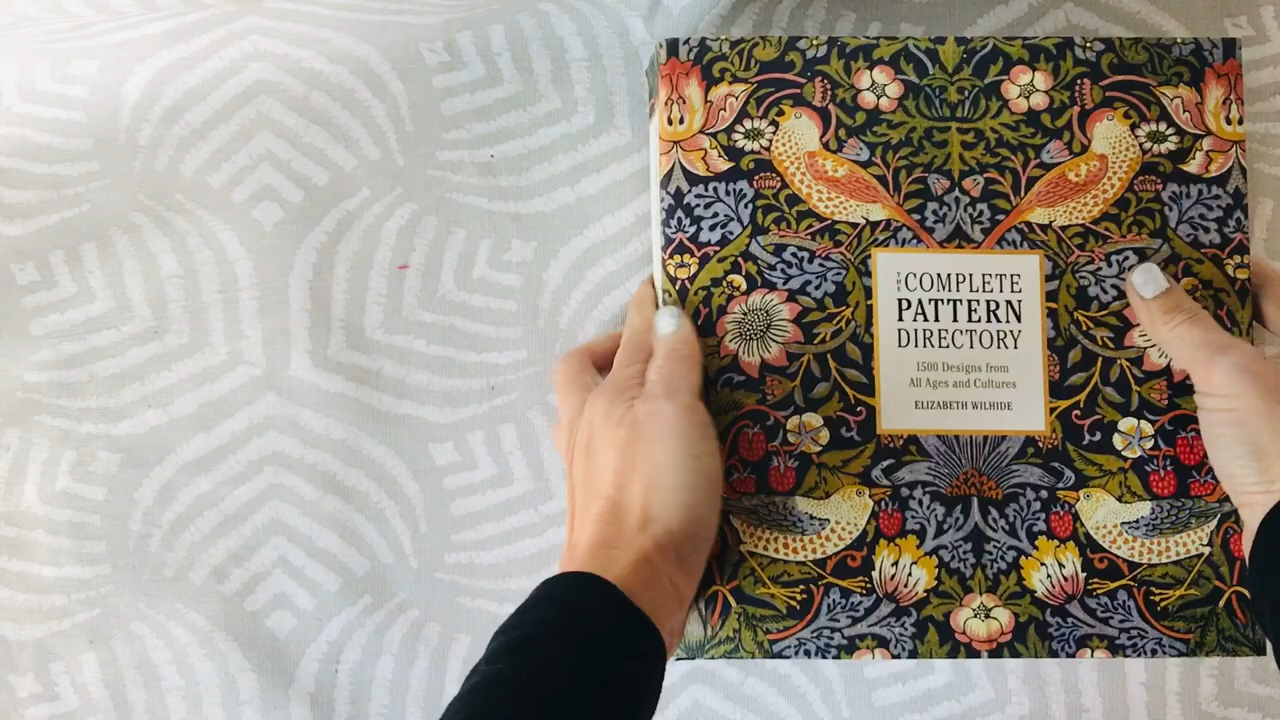 THE COMPLETE
PATTERN
DIRECTORY
1500 Designs from
All Ages and Cultures
ELIZABETH WILHIDE